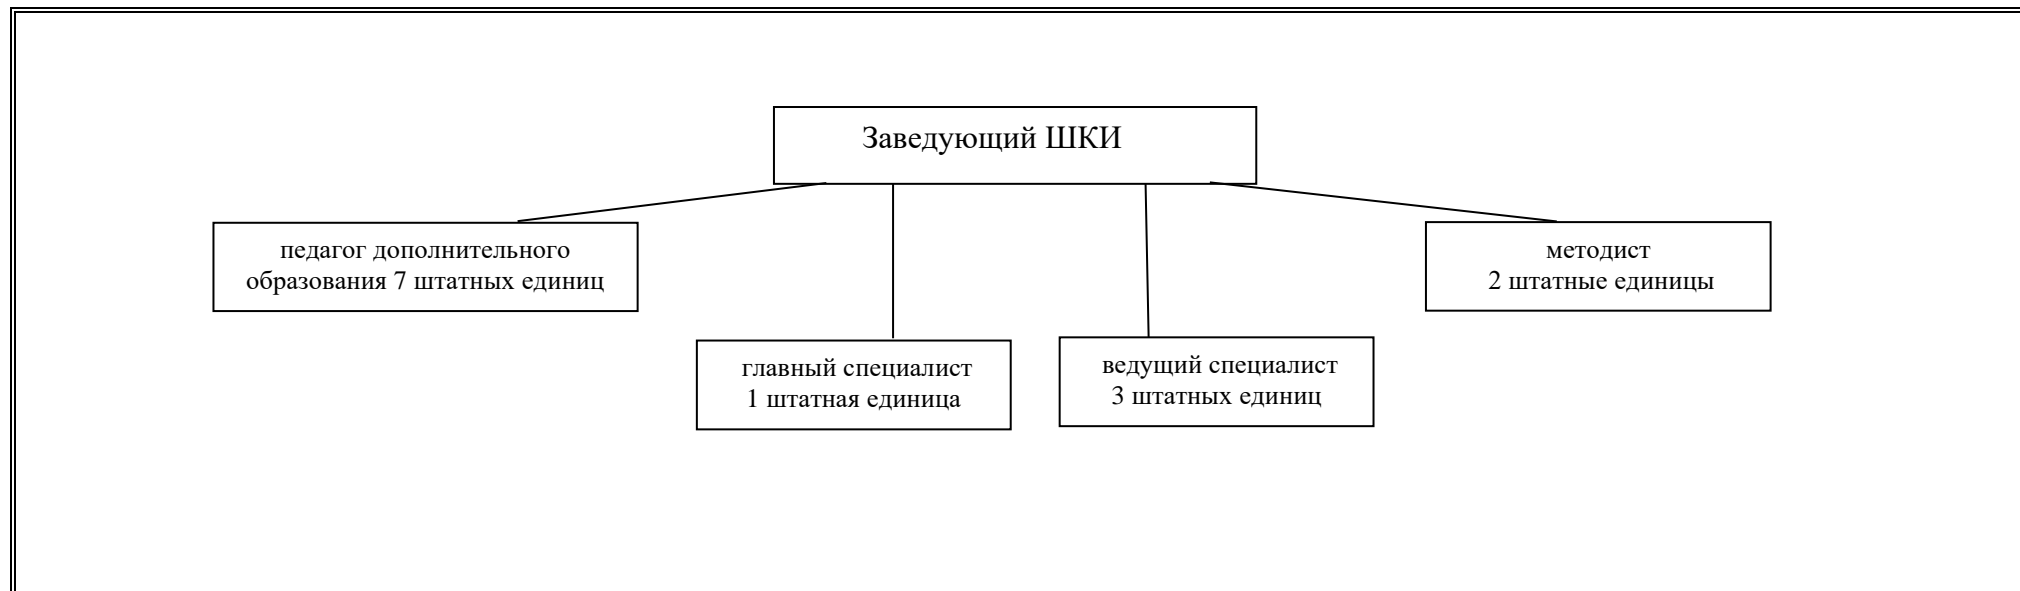 Заведующий ШКИ
педагог дополнительного
образования 7 штатных единиц
методист
2 штатные единицы
главный специалист
1 штатная единица
ведущий специалист
3 штатных единиц